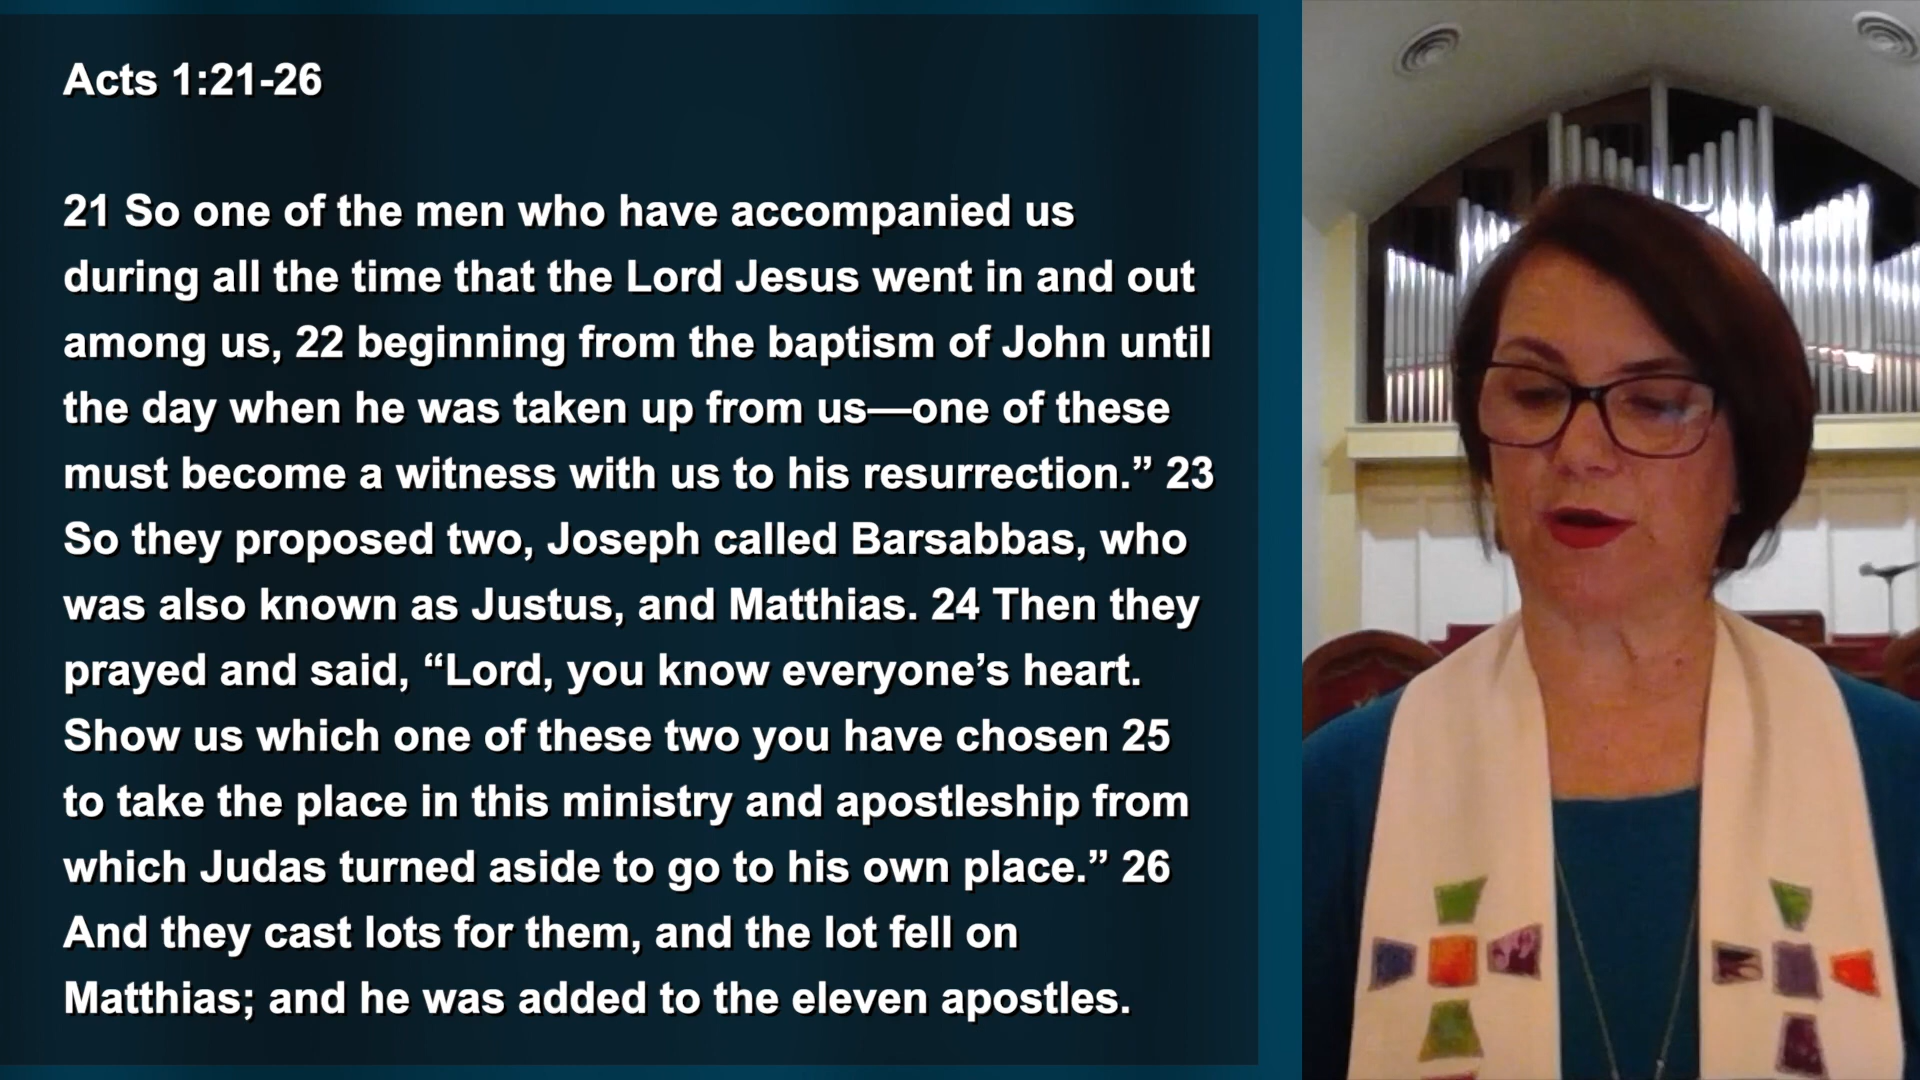 Acts 1:21-26
21 So one of the men who have accompanied us
during all the time that the Lord Jesus went in and out
among us, 22 beginning from the baptism of John until
the day when he was taken up from us—one of these
must become a witness with us to his resurrection.” 23
So they proposed two, Joseph called Barsabbas, who
was also known as Justus, and Matthias. 24 Then they
prayed and said, “Lord, you know everyone’s heart.
Show us which one of these two you have chosen 25
to take the place in this ministry and apostleship from
which Judas turned aside to go to his own place.” 26
And they cast lots for them, and the lot fell on
Matthias; and he was added to the eleven apostles.